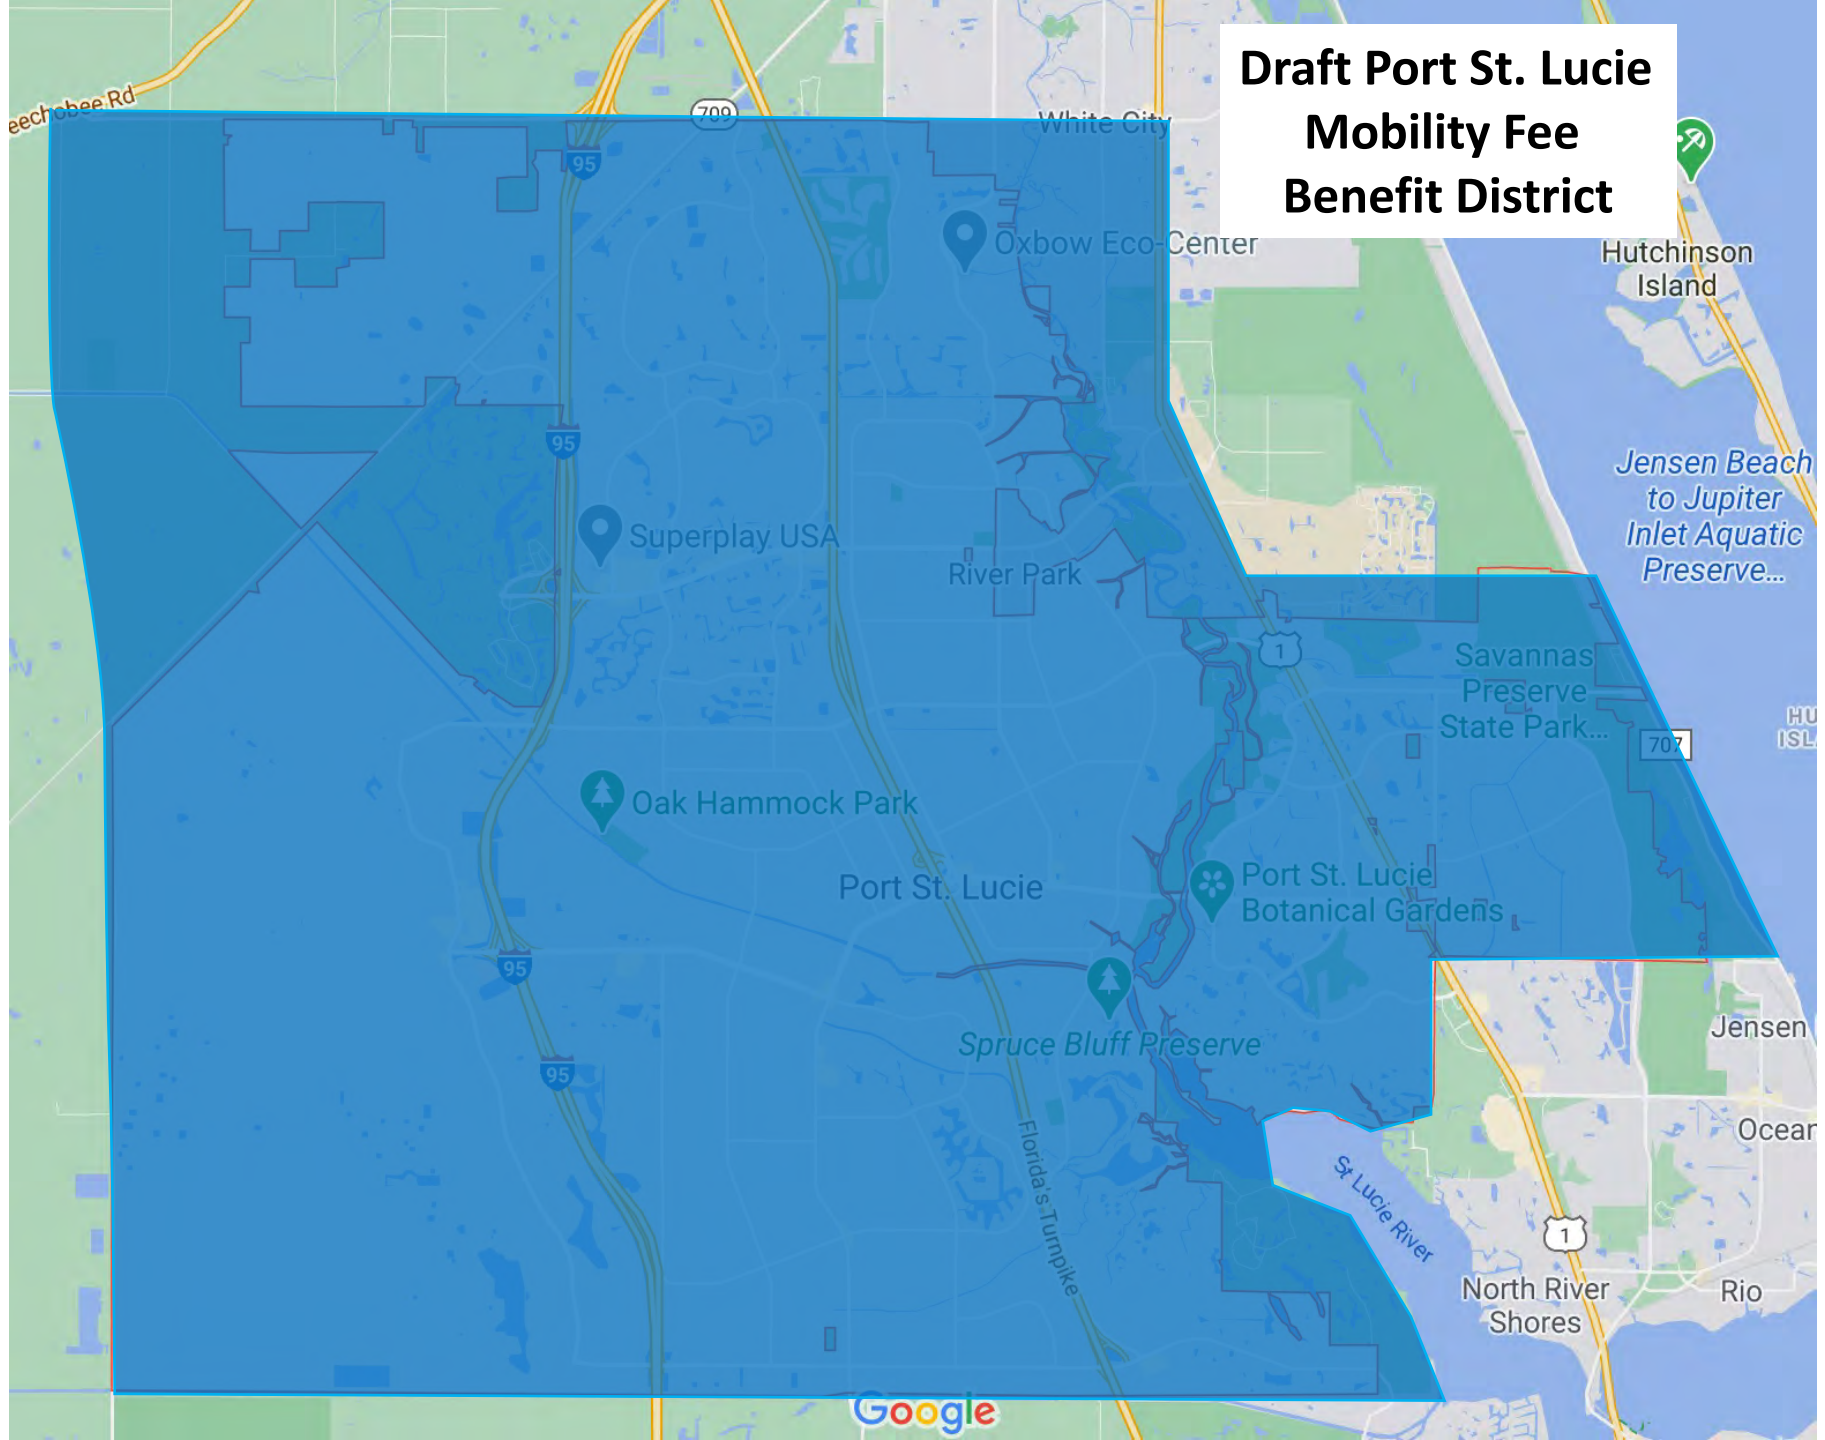 Draft Port St. Lucie
Mobility Fee
Benefit District
eechobee Rd
709
White City
95
Oxbow Eco-Center
Hutchinson
Island
95
Jensen Beach
to Jupiter
Inlet Aquatic
Preserve...
Superplay USA
River Park
1
Savannas
Preserve
State Park...
707
HU
ISL
Oak Hammock Park
Port St. Lucie
Port St. Lucie
Botanical Gardens
95
Spruce Bluff Preserve
Jensen
95
Ocean
Florida's Turnpike
St Lucie River
1
North River
Shores
Rio
Google